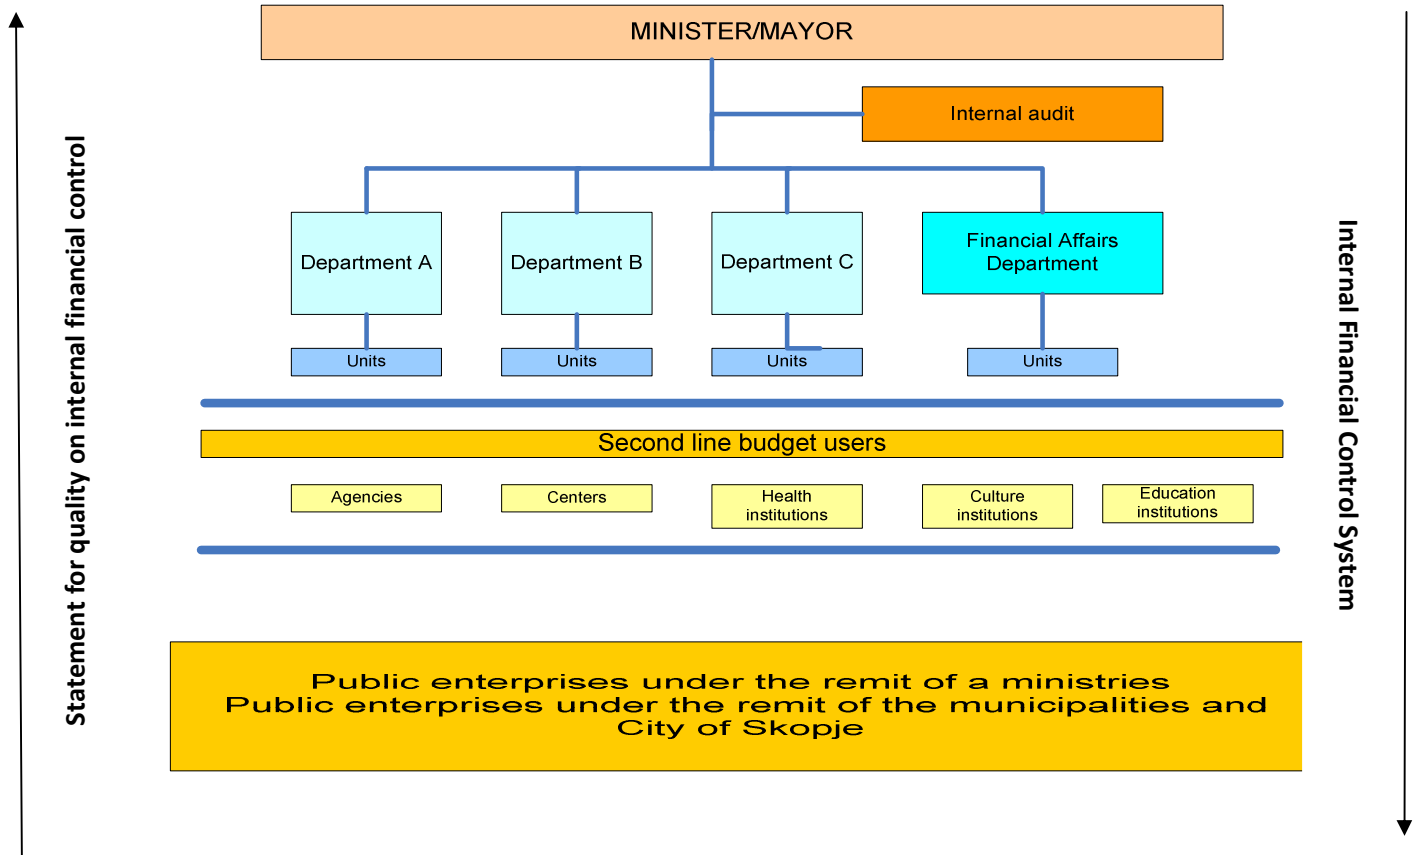 MINISTER/MAYOR
Internal audit
Department A
Department B
Department C
Financial Affairs
Department
Units
Units
Units
Units
Second line budget users
Agencies
Centers
Health
institutions
Culture
institutions
Education
institutions
Public enterprises under the remit of a ministries
Public enterprises under the remit of the municipalities and
City of Skopje
Statement for quality on internal financial control
Internal Financial Control System